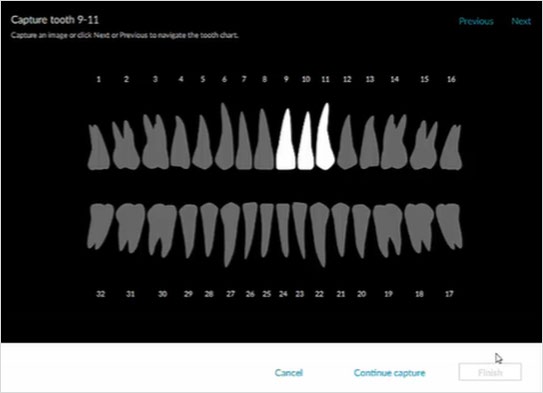 Capture tooth 9-11
Previous Next
Capture an image or click Next or Previous to navigate the tooth chart.
1 2 3 4 5 6 7 8 9 10 11 12 13 14 15 16
32 31 30 29 28 27 26 25 24 23 22 21 20 19 18 17
Cancel Continue capture Finish